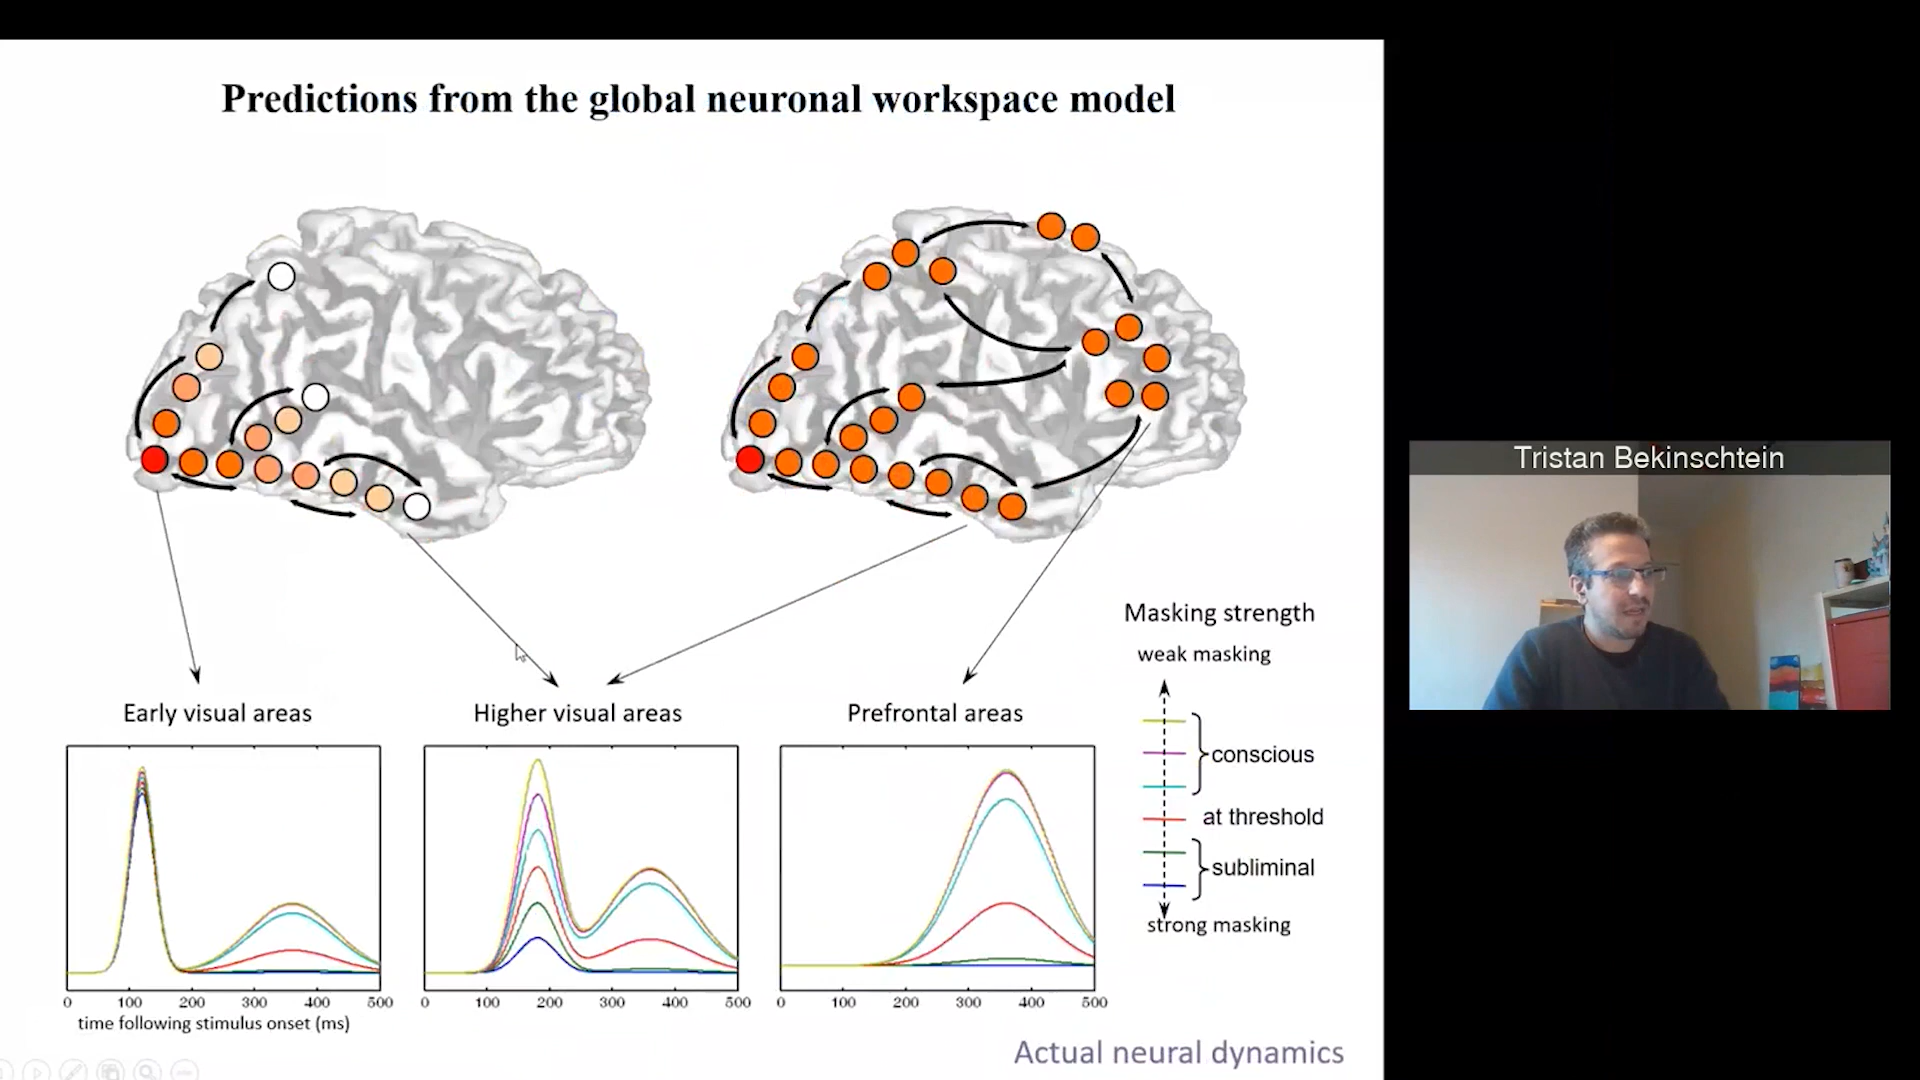 Predictions from the global neuronal workspace model
Tristan Bekinschtein
Masking strength
weak masking
conscious
at threshold
subliminal
strong masking
Early visual areas
Higher visual areas
Prefrontal areas
0 100 200 300 400 500
0 100 200 300 400 500
0 100 200 300 400 500
time following stimulus onset (ms)
Actual neural dynamics